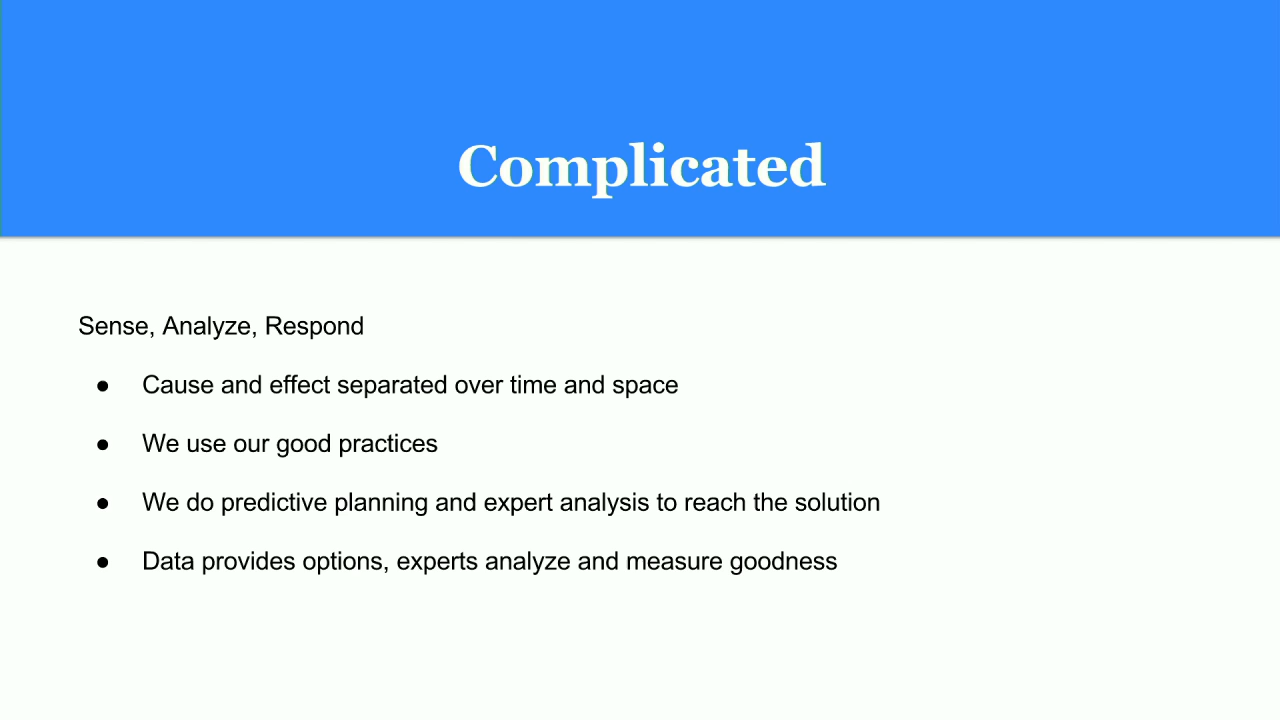 Complicated
Sense, Analyze, Respond
● Cause and effect separated over time and space
● We use our good practices
● We do predictive planning and expert analysis to reach the solution
● Data provides options, experts analyze and measure goodness